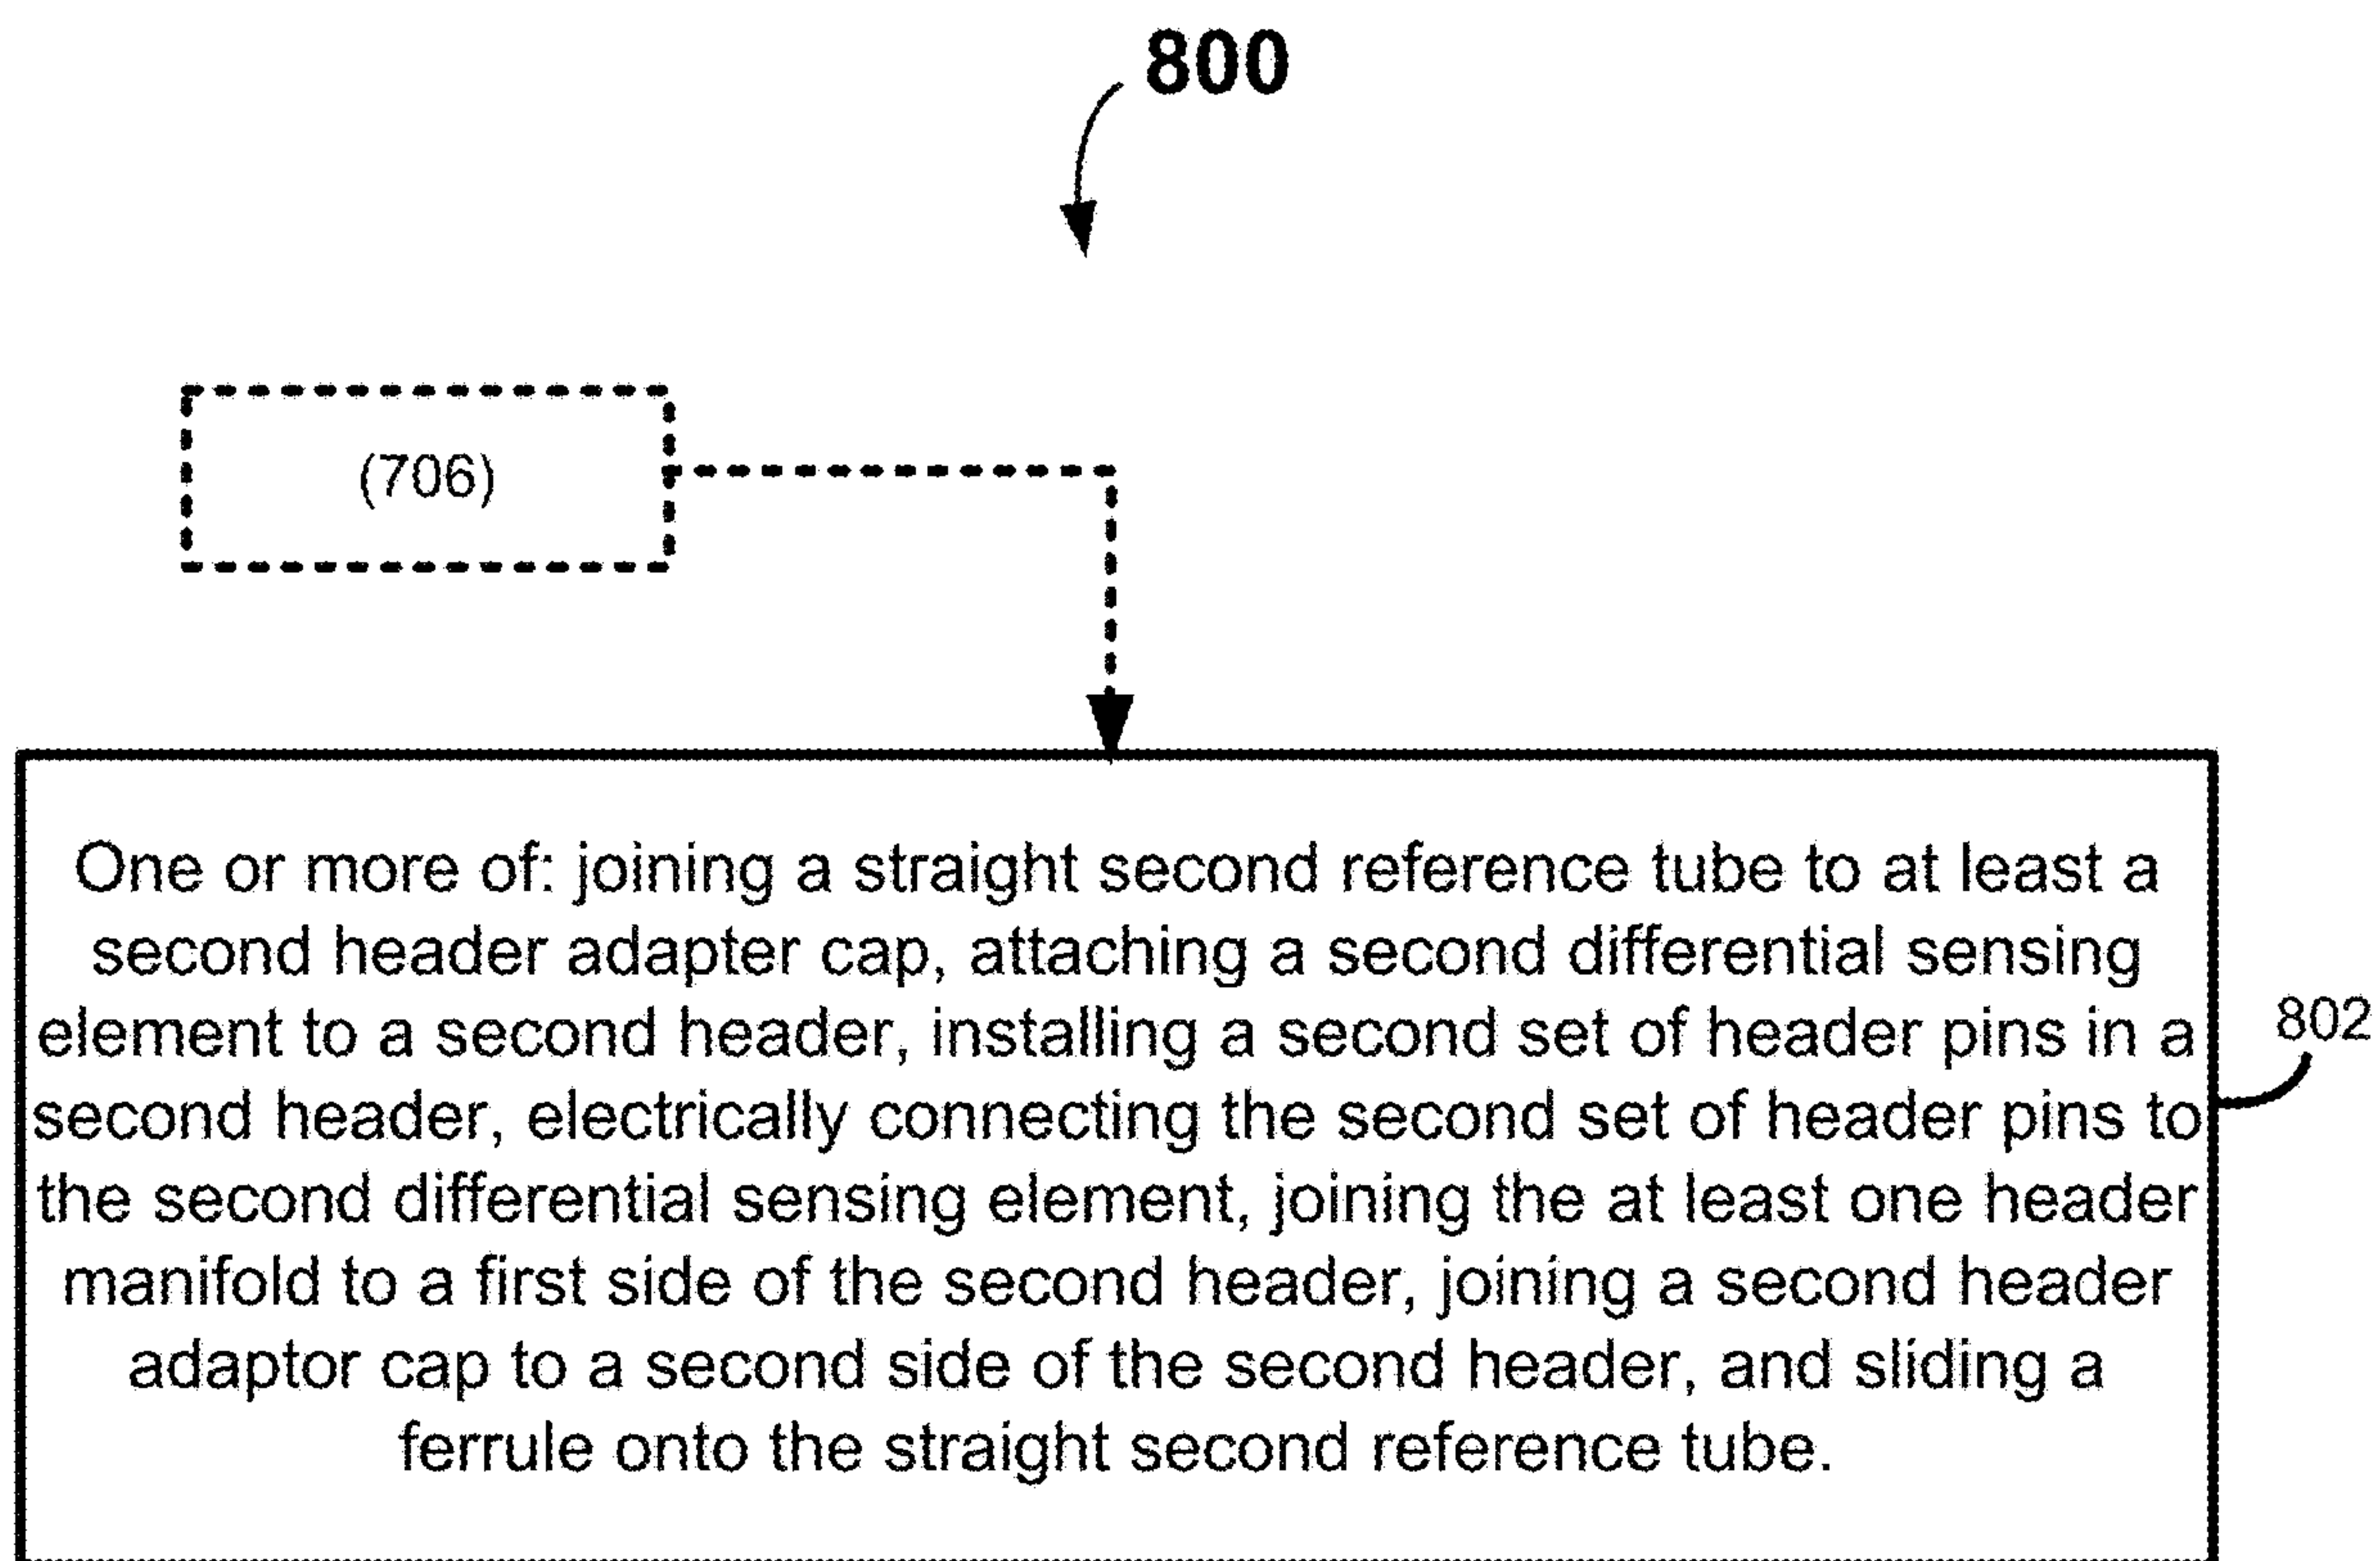 800
(706)
One or more of: joining a straight second reference tube to at least a
second header adapter cap, attaching a second differential sensing
element to a second header, installing a second set of header pins in a
second header, electrically connecting the second set of header pins to
the second differential sensing element, joining the at least one header
manifold to a first side of the second header, joining a second header
adaptor cap to a second side of the second header, and sliding a
ferrule onto the straight second reference tube.
802